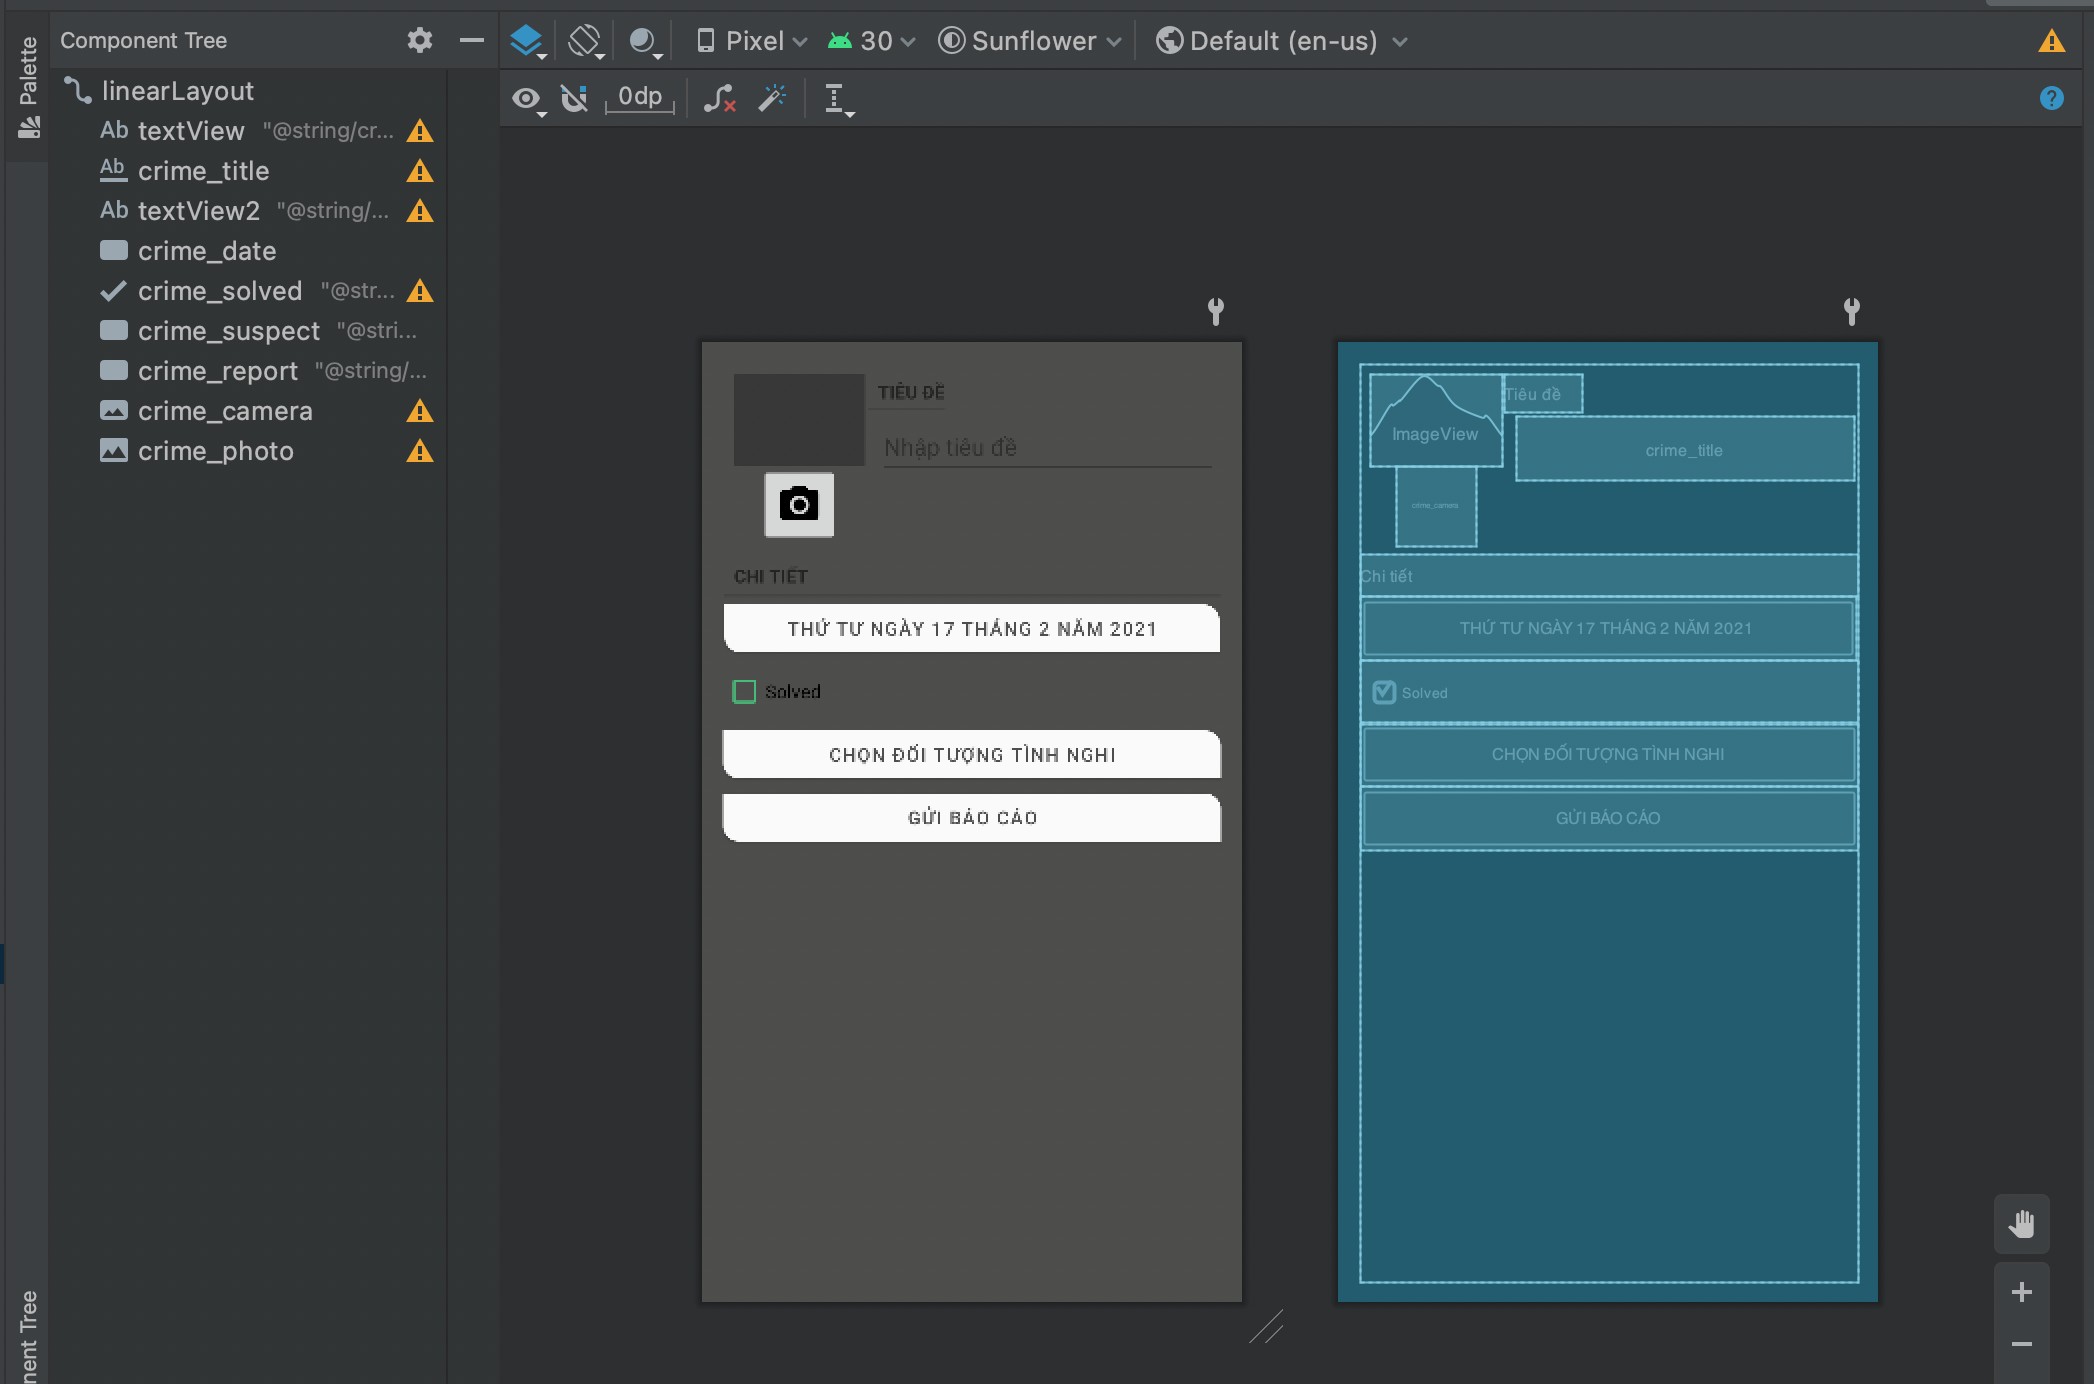 Palette
Component Tree
Pixel
30
Sunflower
Default (en-us)
0dp
linearLayout
Ab textView "@string/cr...
Ab crime_title
Ab textView2 "@string/...
crime_date
crime_solved "@str...
crime_suspect "@stri...
crime_report "@string/...
crime_camera
crime_photo
TIÊU ĐỀ
Nhập tiêu đề
CHI TIẾT
THỨ TƯ NGÀY 17 THÁNG 2 NĂM 2021
Solved
CHỌN ĐỐI TƯỢNG TÌNH NGHI
GỬI BÁO CÁO
Tiêu đề
ImageView
crime_title
crime_camera
Chi tiết
THỨ TƯ NGÀY 17 THÁNG 2 NĂM 2021
Solved
CHỌN ĐỐI TƯỢNG TÌNH NGHI
GỬI BÁO CÁO
nent Tree